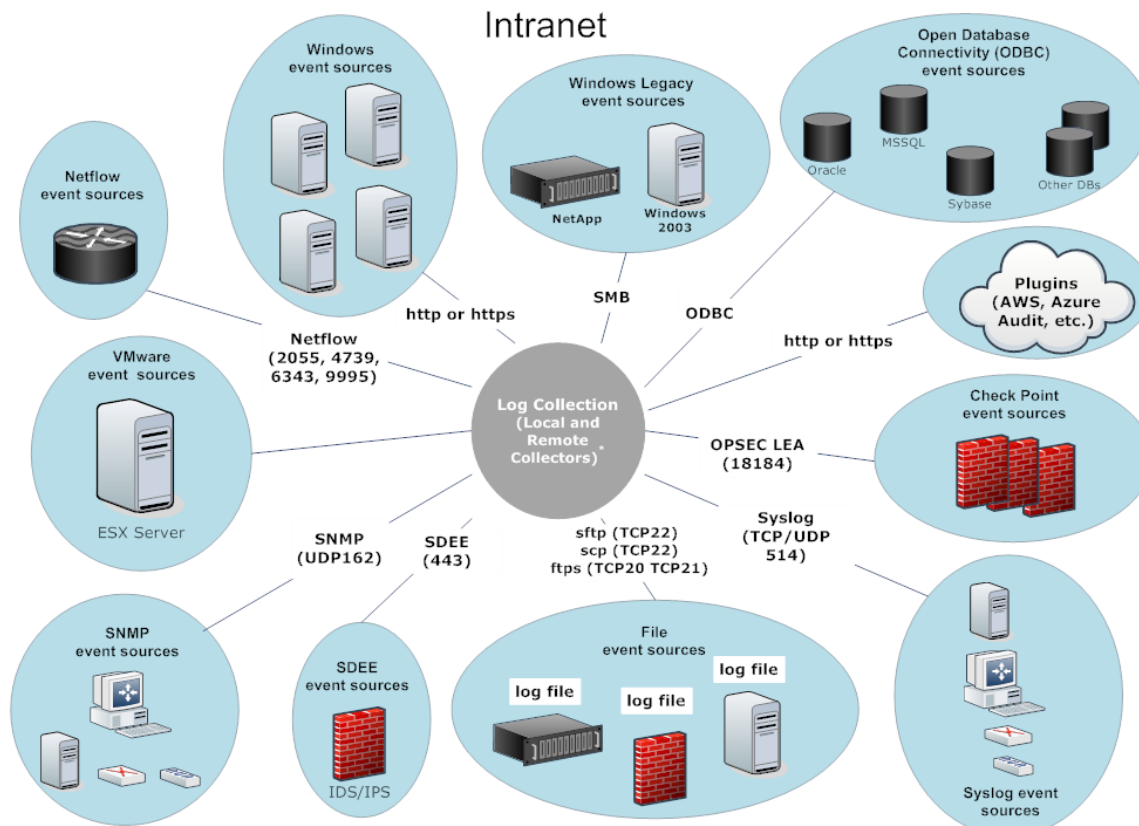 Intranet
Windows
event sources
Windows Legacy
event sources
NetApp
Windows
2003
Open Database
Connectivity (ODBC)
event sources
Oracle
MSSQL
Sybase
Other DBs
Netflow
event sources
http or https
SMB
ODBC
Plugins
(AWS, Azure
Audit, etc.)
http or https
Netflow
(2055, 4739,
6343, 9995)
VMware
event sources
ESX Server
Log Collection
(Local and
Remote
Collectors)*
Check Point
event sources
OPSEC LEA
(18184)
SNMP
(UDP162)
SDEE
(443)
sftp (TCP22)
scp (TCP22)
ftps (TCP20 TCP21)
Syslog
(TCP/UDP
514)
SNMP
event sources
SDEE
event sources
IDS/IPS
File
event sources
log file
log file
log file
Syslog event
sources